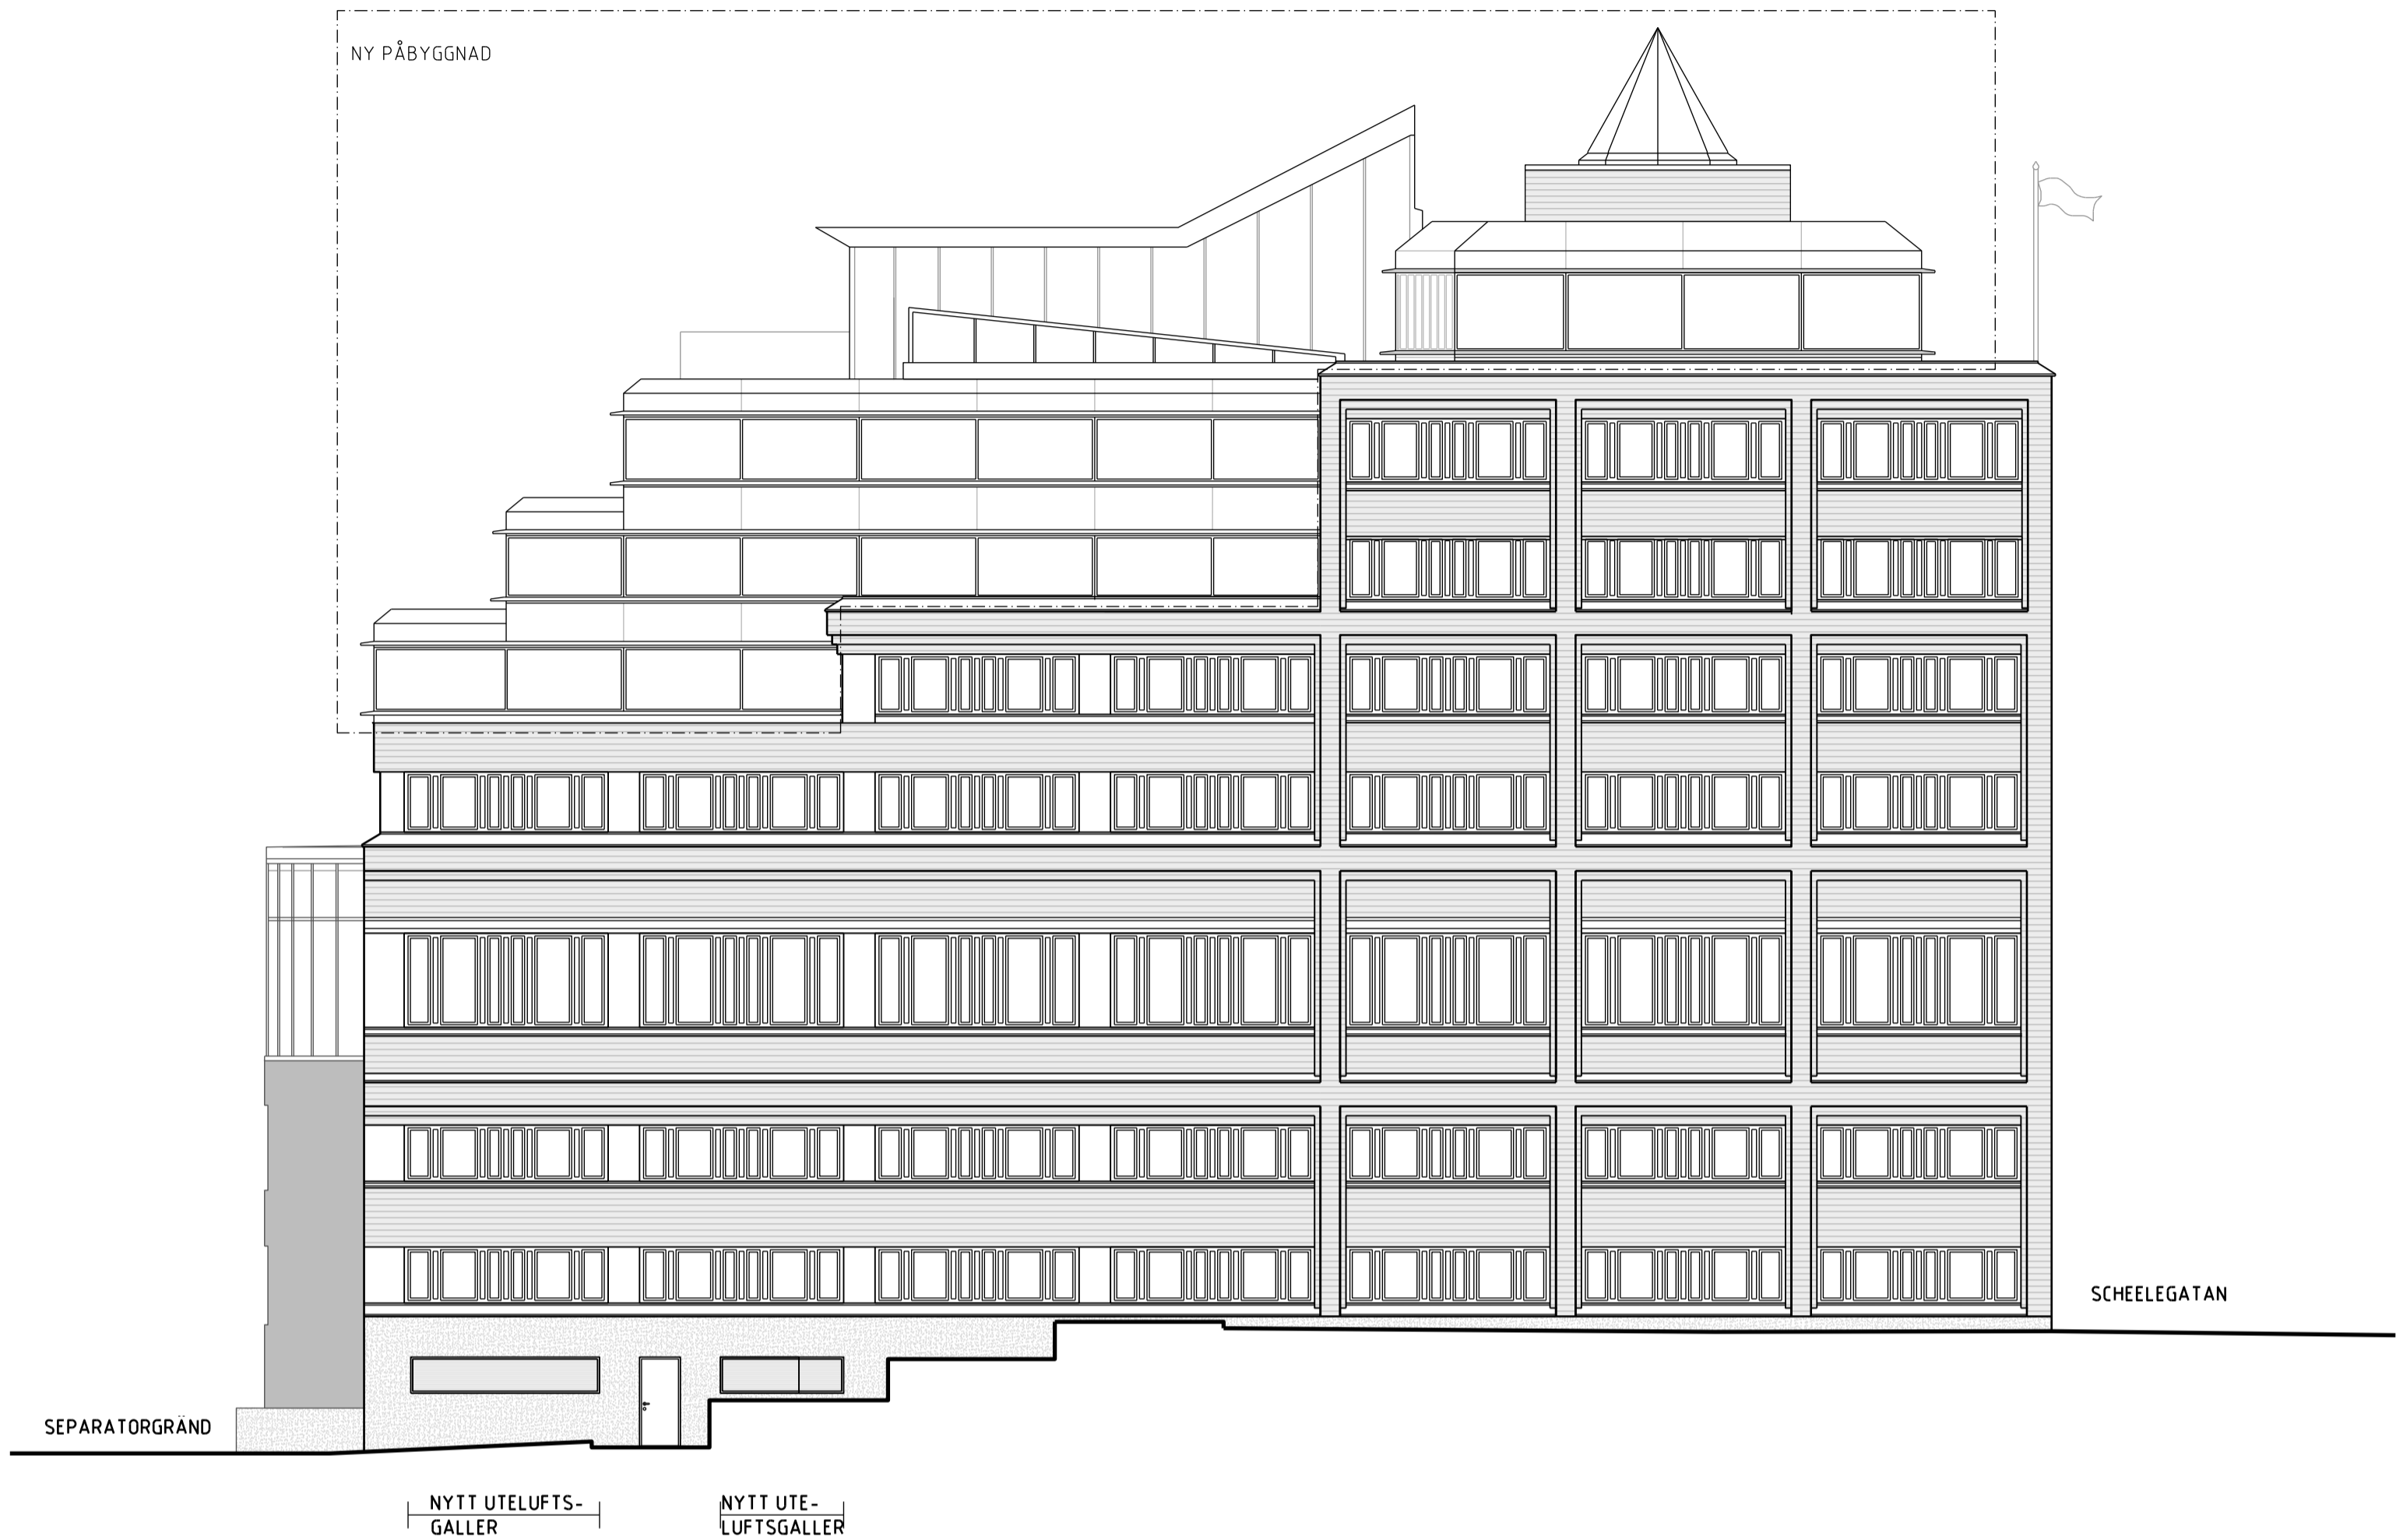 NY PÅBYGGNAD
SCHEELEGATAN
SEPARATORGRÄND
NYTT UTELUFTS-
GALLER
NYTT UTE-
LUFTSGALLER